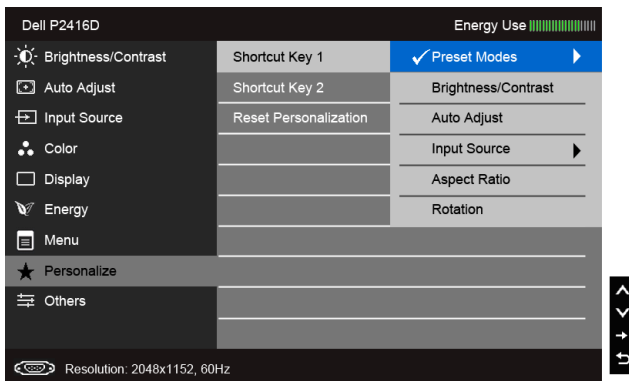 Dell P2416D Energy Use
Brightness/Contrast Shortcut Key 1 Preset Modes
Auto Adjust Shortcut Key 2 Brightness/Contrast
Input Source Reset Personalization Auto Adjust
Color Input Source
Display Aspect Ratio
Energy Rotation
Menu
Personalize
Others
Resolution: 2048x1152, 60Hz